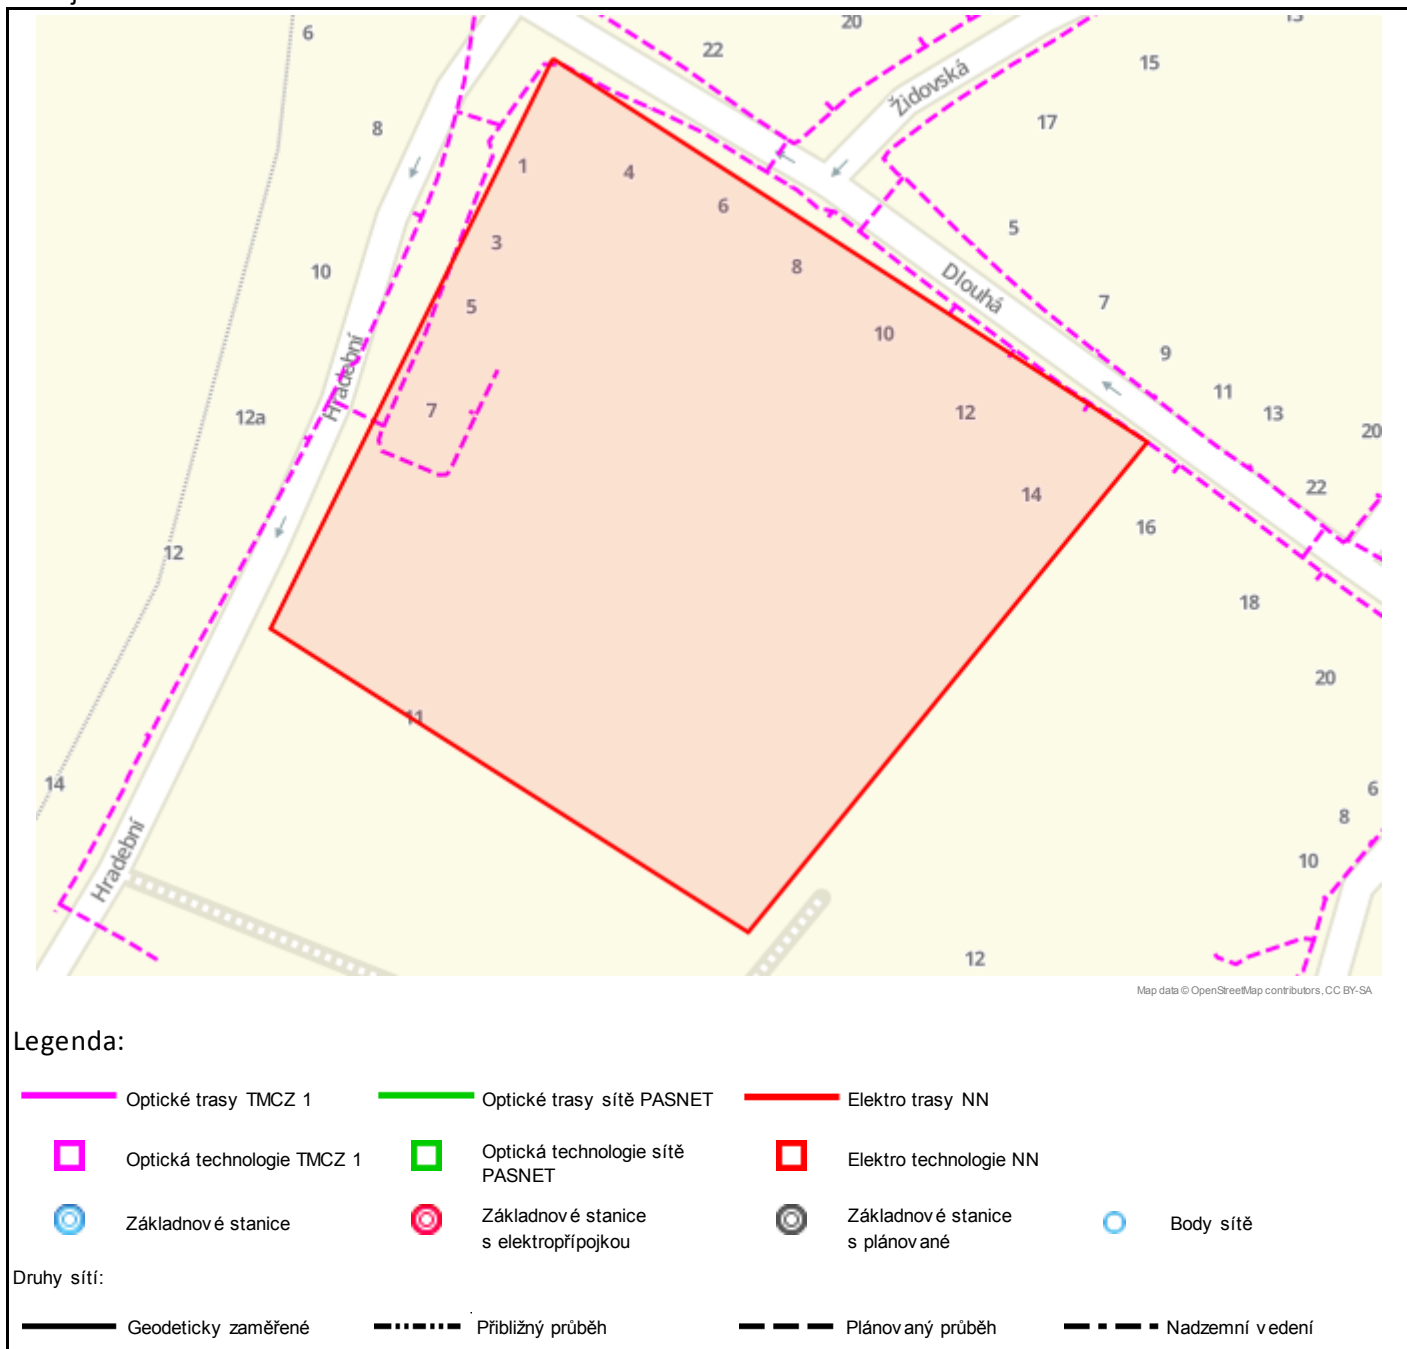 6
22
20
15
Židovská
15
17
8
1
4
6
5
3
8
10
Dlouhá
5
7
10
9
Hradební
7
12
11
13
12a
20
14
22
16
12
18
20
11
14
6
8
Hradební
10
12
Map data © OpenStreetMap contributors, CC BY-SA
Legenda:
Optické trasy TMCZ 1
Optické trasy sítě PASNET
Elektro trasy NN
Optická technologie TMCZ 1
Optická technologie sítě
PASNET
Elektro technologie NN
Základnové stanice
Základnové stanice
s elektropřípojkou
Základnové stanice
s plánované
Body sítě
Druhy sítí:
Geodeticky zaměřené
Přibližný průběh
Plánovaný průběh
Nadzemní vedení